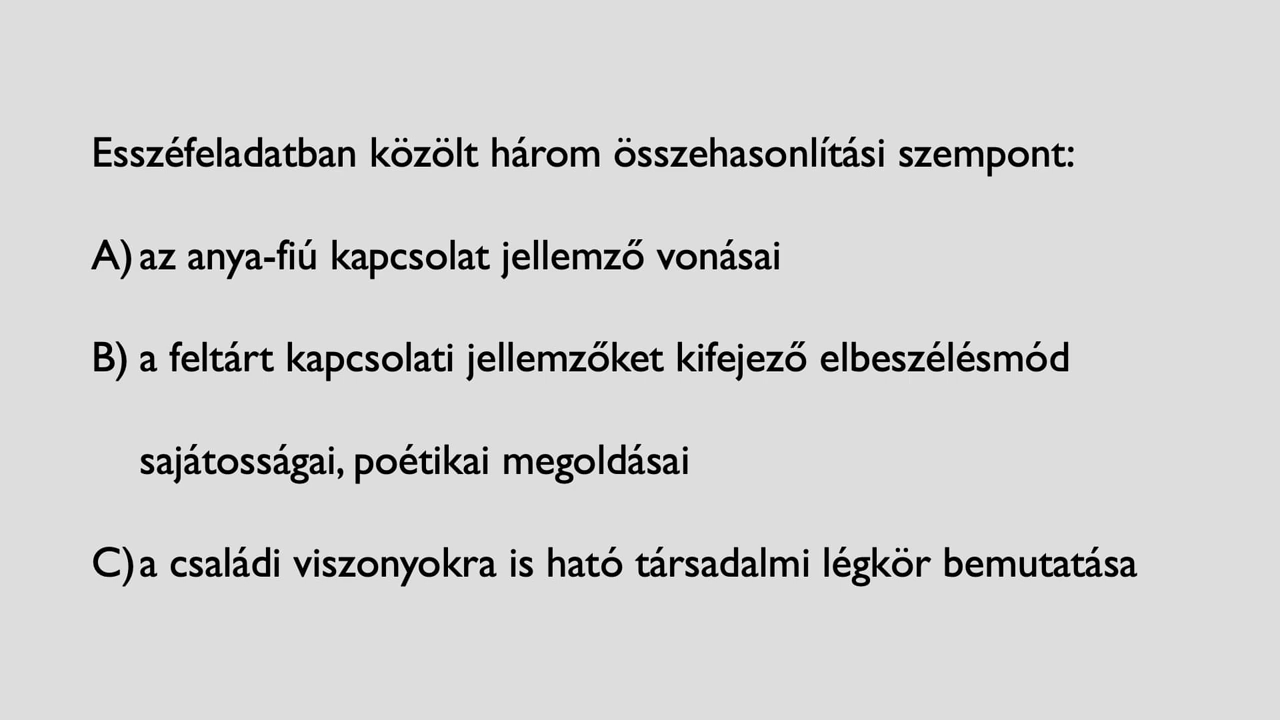 Esszéfeladatban közölt három összehasonlítási szempont:
A) az anya-fiú kapcsolat jellemző vonásai
B) a feltárt kapcsolati jellemzőket kifejező elbeszélésmód
sajátosságai, poétikai megoldásai
C) a családi viszonyokra is ható társadalmi légkör bemutatása